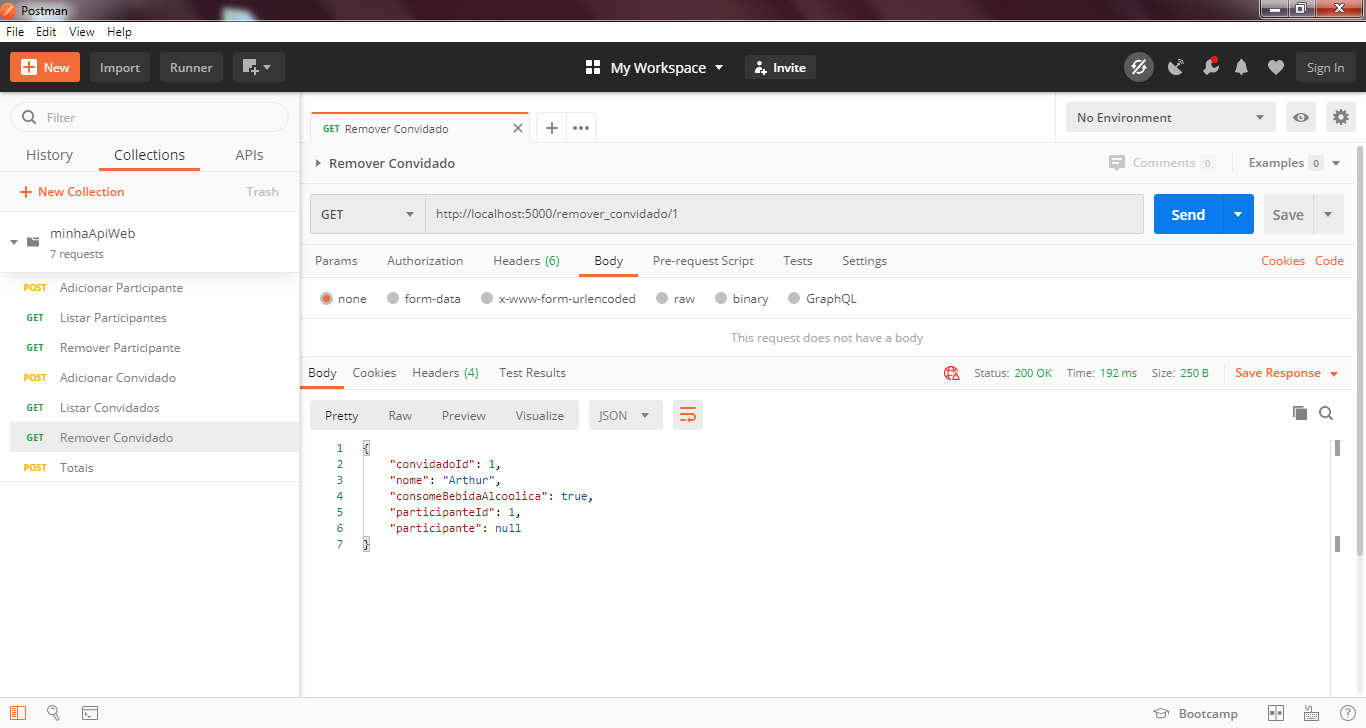 Postman
File Edit View Help
New Import Runner My Workspace Invite Sign In
Filter
History Collections APIs
New Collection Trash
minhaApiWeb
7 requests
POST Adicionar Participante
GET Listar Participantes
GET Remover Participante
POST Adicionar Convidado
GET Listar Convidados
GET Remover Convidado
POST Totais
GET Remover Convidado
No Environment
Remover Convidado
Comments 0 Examples 0
GET http://localhost:5000/remover_convidado/1 Send Save
Params Authorization Headers (6) Body Pre-request Script Tests Settings Cookies Code
none form-data x-www-form-urlencoded raw binary GraphQL
This request does not have a body
Body Cookies Headers (4) Test Results Status: 200 OK Time: 192 ms Size: 250 B Save Response
Pretty Raw Preview Visualize JSON
1 {
2 "convidadoId": 1,
3 "nome": "Arthur",
4 "consomeBebidaAlcoolica": true,
5 "participanteId": 1,
6 "participante": null
7 }
Bootcamp